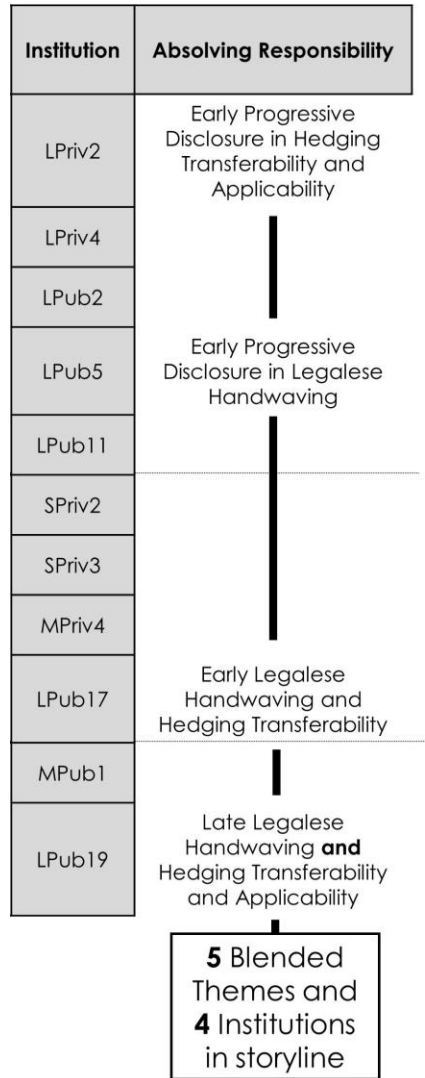 Institution
Absolving Responsibility
LPriv2
Early Progressive
Disclosure in Hedging
Transferability and
Applicability
LPriv4
LPub2
LPub5
Early Progressive
Disclosure in Legalese
Handwaving
LPub11
SPriv2
SPriv3
MPriv4
LPub17
Early Legalese
Handwaving and
Hedging Transferability
MPub1
LPub19
Late Legalese
Handwaving and
Hedging Transferability
and Applicability
5 Blended
Themes and
4 Institutions
in storyline